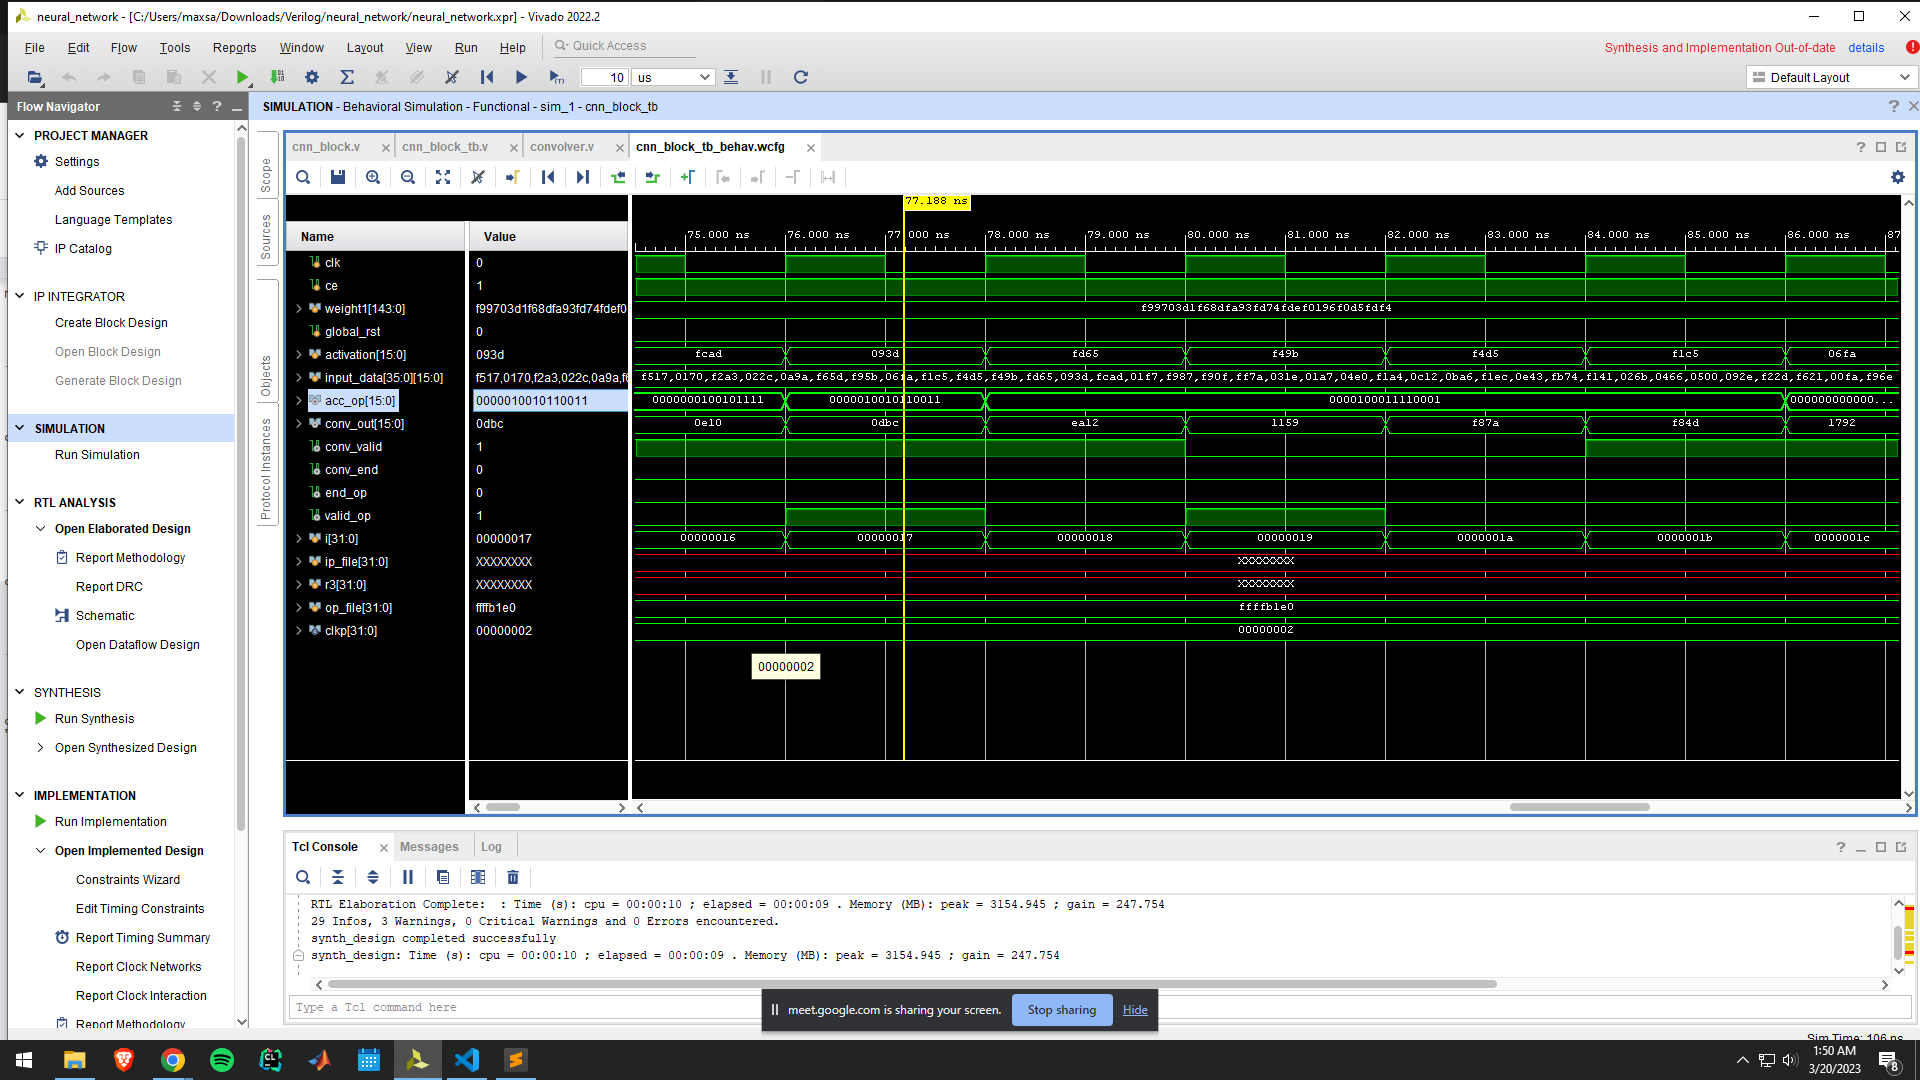 neural_network - [C:/Users/maxsa/Downloads/Verilog/neural_network/neural_network.xpr] - Vivado 2022.2
File Edit Flow Tools Reports Window Layout View Run Help Quick Access
Synthesis and Implementation Out-of-date details
10 us Default Layout
Flow Navigator
SIMULATION - Behavioral Simulation - Functional - sim_1 - cnn_block_tb
PROJECT MANAGER
Settings
Add Sources
Language Templates
IP Catalog
IP INTEGRATOR
Create Block Design
Open Block Design
Generate Block Design
SIMULATION
Run Simulation
RTL ANALYSIS
Open Elaborated Design
Report Methodology
Report DRC
Schematic
Open Dataflow Design
SYNTHESIS
Run Synthesis
Open Synthesized Design
IMPLEMENTATION
Run Implementation
Open Implemented Design
Constraints Wizard
Edit Timing Constraints
Report Timing Summary
Report Clock Networks
Report Clock Interaction
Report Methodology
Scope
Sources
Objects
Protocol Instances
cnn_block.v cnn_block_tb.v convolver.v cnn_block_tb_behav.wcfg
77.188 ns
Name Value
75.000 ns 76.000 ns 77.000 ns 78.000 ns 79.000 ns 80.000 ns 81.000 ns 82.000 ns 83.000 ns 84.000 ns 85.000 ns 86.000 ns 87
clk 0
ce 1
weight1[143:0] f99703d1f68dfa93fd74fdef0 f99703d1f68dfa93fd74fdef0196f0d5fdf4
global_rst 0
activation[15:0] 093d fcad 093d fd65 f49b f4d5 f1c5 06fa
input_data[35:0][15:0] f517,0170,f2a3,022c,0a9a,f6 f517,0170,f2a3,022c,0a9a,f65d,f95b,06fa,f1c5,f4d5,f49b,fd65,093d,fcad,01f7,f987,f90f,ff7a,031e,01a7,04e0,f1a4,0c12,0ba6,f1ec,0e43,fb74,f141,026b,0466,0500,092e,f22d,f621,00fa,f96e
acc_op[15:0] 0000010010110011 0000000100101111 0000010010110011 0000100011110001 000000000000...
conv_out[15:0] 0dbc 0e10 0dbc ea12 1159 f87a f84d 1792
conv_valid 1
conv_end 0
end_op 0
valid_op 1
i[31:0] 00000017 00000016 00000017 00000018 00000019 0000001a 0000001b 0000001c
ip_file[31:0] XXXXXXXX XXXXXXXX
r3[31:0] XXXXXXXX XXXXXXXX
op_file[31:0] ffffb1e0 ffffb1e0
clkp[31:0] 00000002 00000002
00000002
Tcl Console Messages Log
RTL Elaboration Complete: : Time (s): cpu = 00:00:10 ; elapsed = 00:00:09 . Memory (MB): peak = 3154.945 ; gain = 247.754
29 Infos, 3 Warnings, 0 Critical Warnings and 0 Errors encountered.
synth_design completed successfully
synth_design: Time (s): cpu = 00:00:10 ; elapsed = 00:00:09 . Memory (MB): peak = 3154.945 ; gain = 247.754
Type a Tcl command here
meet.google.com is sharing your screen. Stop sharing Hide
Sim Time: 106 ns
1:50 AM
3/20/2023
8